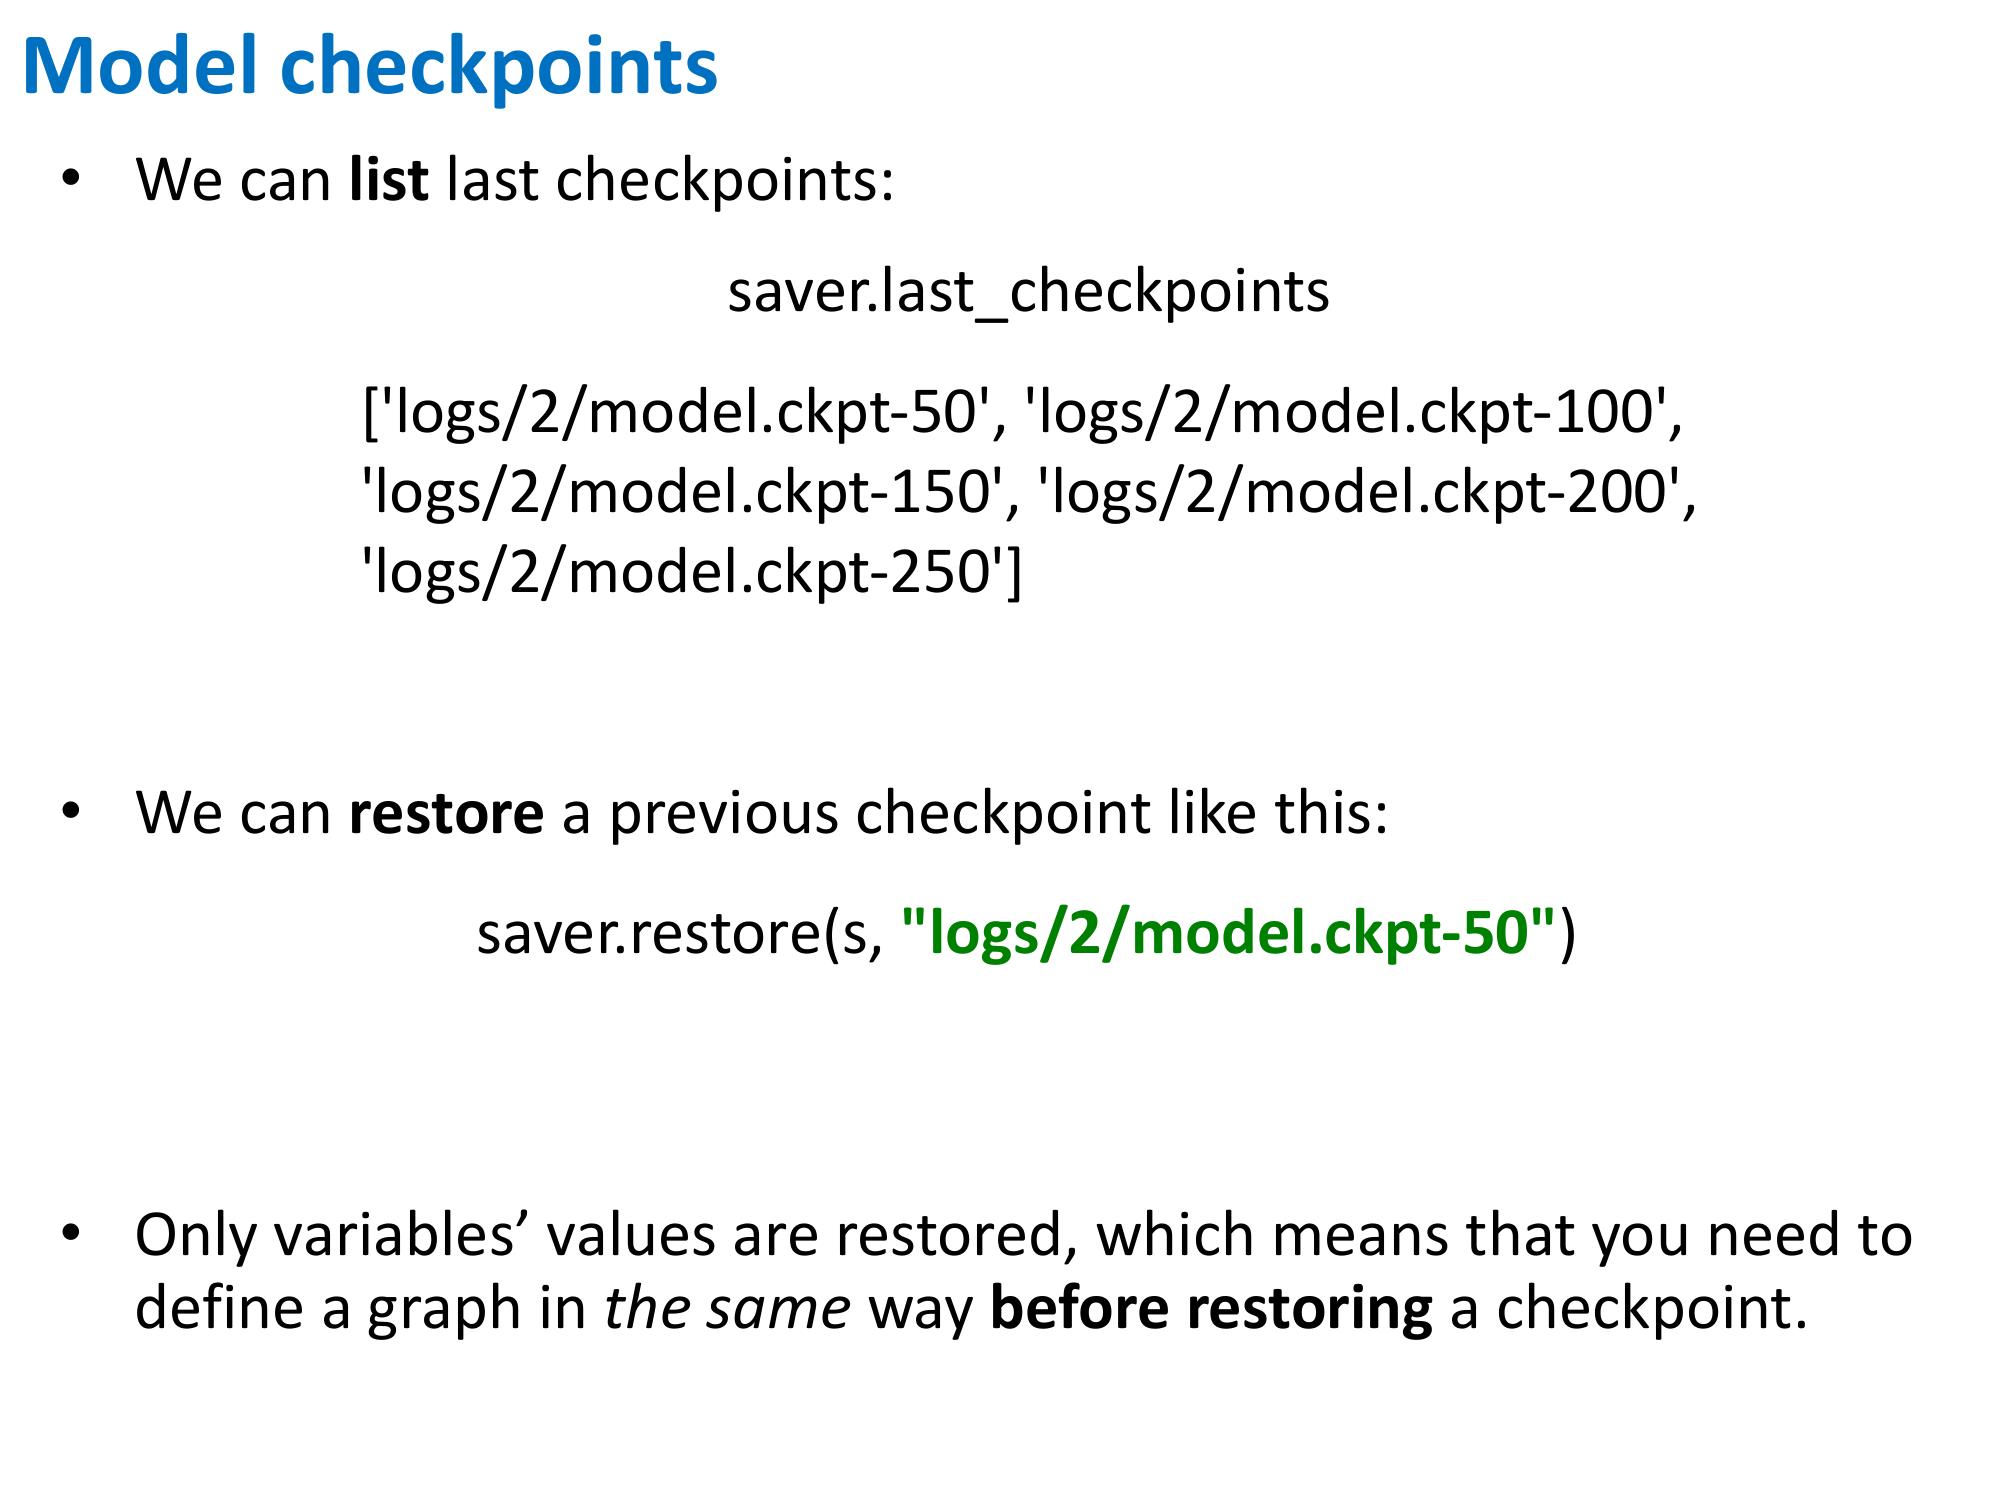 Model checkpoints
• We can list last checkpoints:
saver.last_checkpoints
['logs/2/model.ckpt-50', 'logs/2/model.ckpt-100',
'logs/2/model.ckpt-150', 'logs/2/model.ckpt-200',
'logs/2/model.ckpt-250']
• We can restore a previous checkpoint like this:
saver.restore(s, "logs/2/model.ckpt-50")
• Only variables’ values are restored, which means that you need to
define a graph in the same way before restoring a checkpoint.